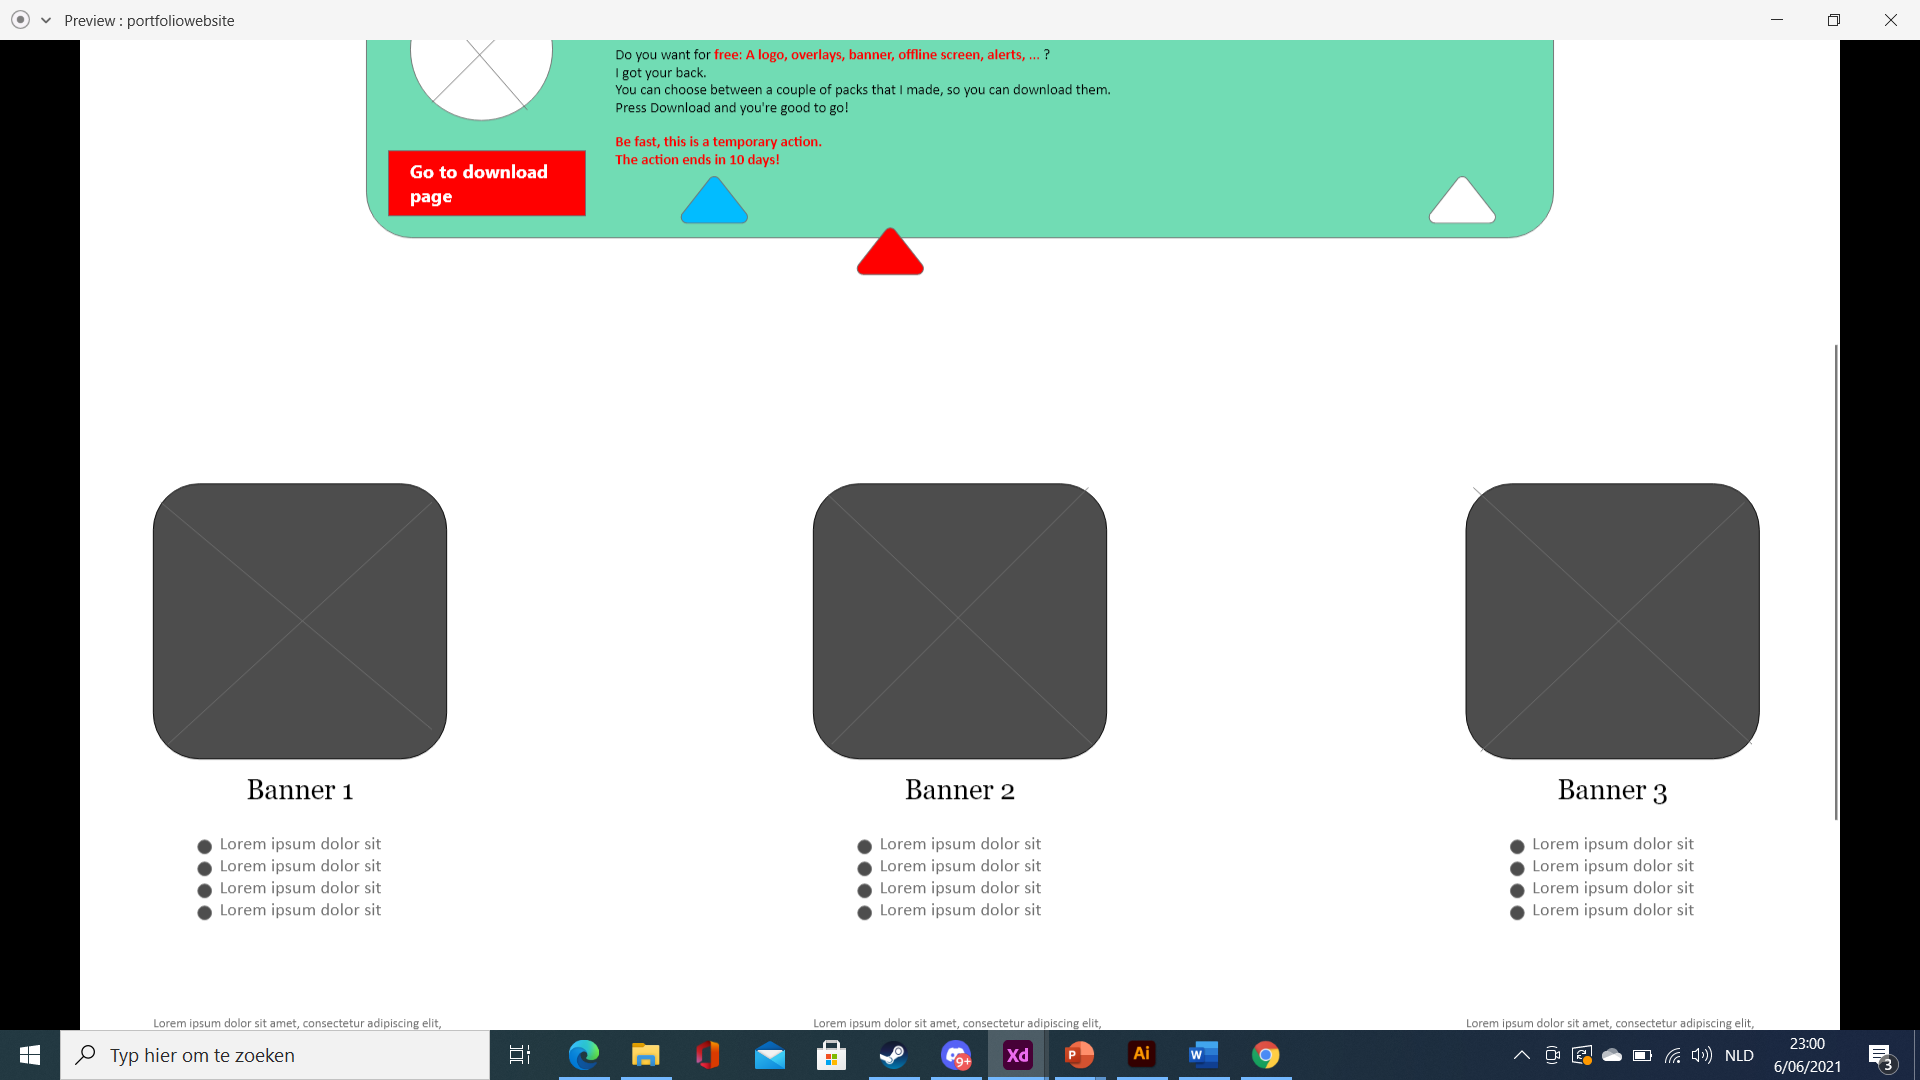 Preview : portfoliowebsite
Do you want for free: A logo, overlays, banner, offline screen, alerts, ... ?
I got your back.
You can choose between a couple of packs that I made, so you can download them.
Press Download and you're good to go!
Be fast, this is a temporary action.
The action ends in 10 days!
Go to download
page
Banner 1
Lorem ipsum dolor sit
Lorem ipsum dolor sit
Lorem ipsum dolor sit
Lorem ipsum dolor sit
Lorem ipsum dolor sit amet, consectetur adipiscing elit,
Banner 2
Lorem ipsum dolor sit
Lorem ipsum dolor sit
Lorem ipsum dolor sit
Lorem ipsum dolor sit
Lorem ipsum dolor sit amet, consectetur adipiscing elit,
Banner 3
Lorem ipsum dolor sit
Lorem ipsum dolor sit
Lorem ipsum dolor sit
Lorem ipsum dolor sit
Lorem ipsum dolor sit amet, consectetur adipiscing elit,
Typ hier om te zoeken
9+
Xd
P
Ai
W
NLD
23:00
6/06/2021
3